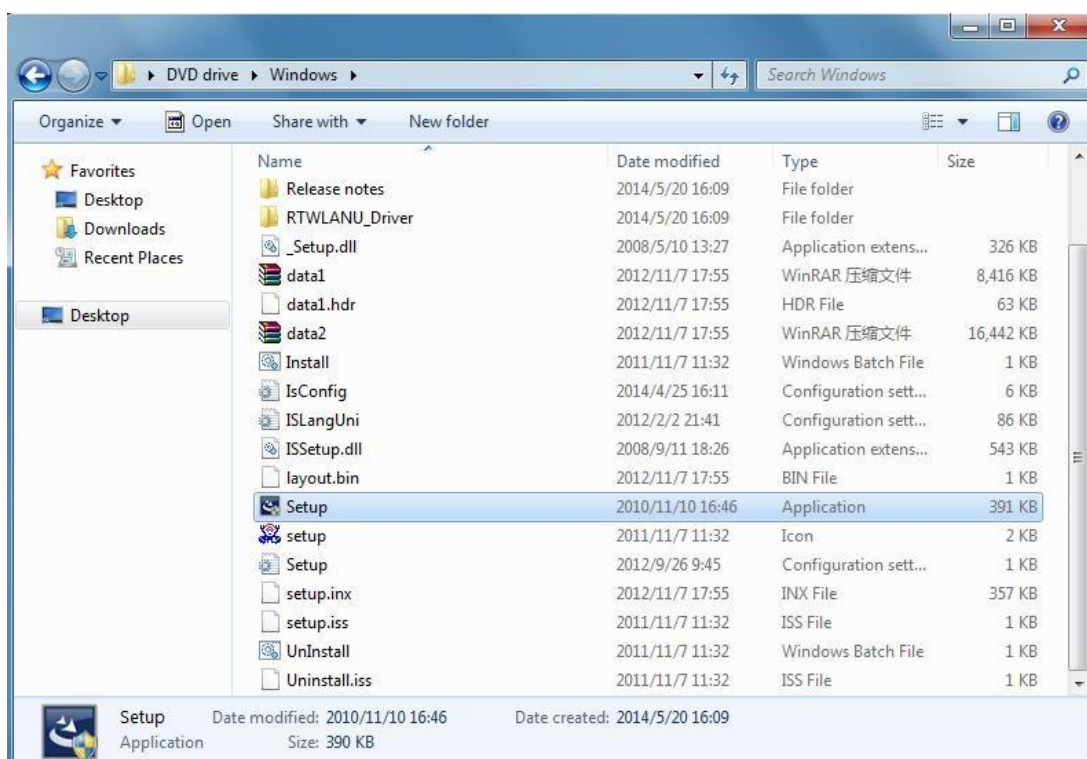 DVD drive Windows Search Windows
Organize Open Share with New folder
Favorites
Desktop
Downloads
Recent Places
Desktop
Name Date modified Type Size
Release notes 2014/5/20 16:09 File folder
RTWLANU_Driver 2014/5/20 16:09 File folder
_Setup.dll 2008/5/10 13:27 Application extens... 326 KB
data1 2012/11/7 17:55 WinRAR 压缩文件 8,416 KB
data1.hdr 2012/11/7 17:55 HDR File 63 KB
data2 2012/11/7 17:55 WinRAR 压缩文件 16,442 KB
Install 2011/11/7 11:32 Windows Batch File 1 KB
IsConfig 2014/4/25 16:11 Configuration sett... 6 KB
ISLangUni 2012/2/2 21:41 Configuration sett... 86 KB
ISSetup.dll 2008/9/11 18:26 Application extens... 543 KB
layout.bin 2012/11/7 17:55 BIN File 1 KB
Setup 2010/11/10 16:46 Application 391 KB
setup 2011/11/7 11:32 Icon 2 KB
Setup 2012/9/26 9:45 Configuration sett... 1 KB
setup.inx 2012/11/7 17:55 INX File 357 KB
setup.iss 2011/11/7 11:32 ISS File 1 KB
UnInstall 2011/11/7 11:32 Windows Batch File 1 KB
Uninstall.iss 2011/11/7 11:32 ISS File 1 KB
Setup Date modified: 2010/11/10 16:46 Date created: 2014/5/20 16:09
Application Size: 390 KB